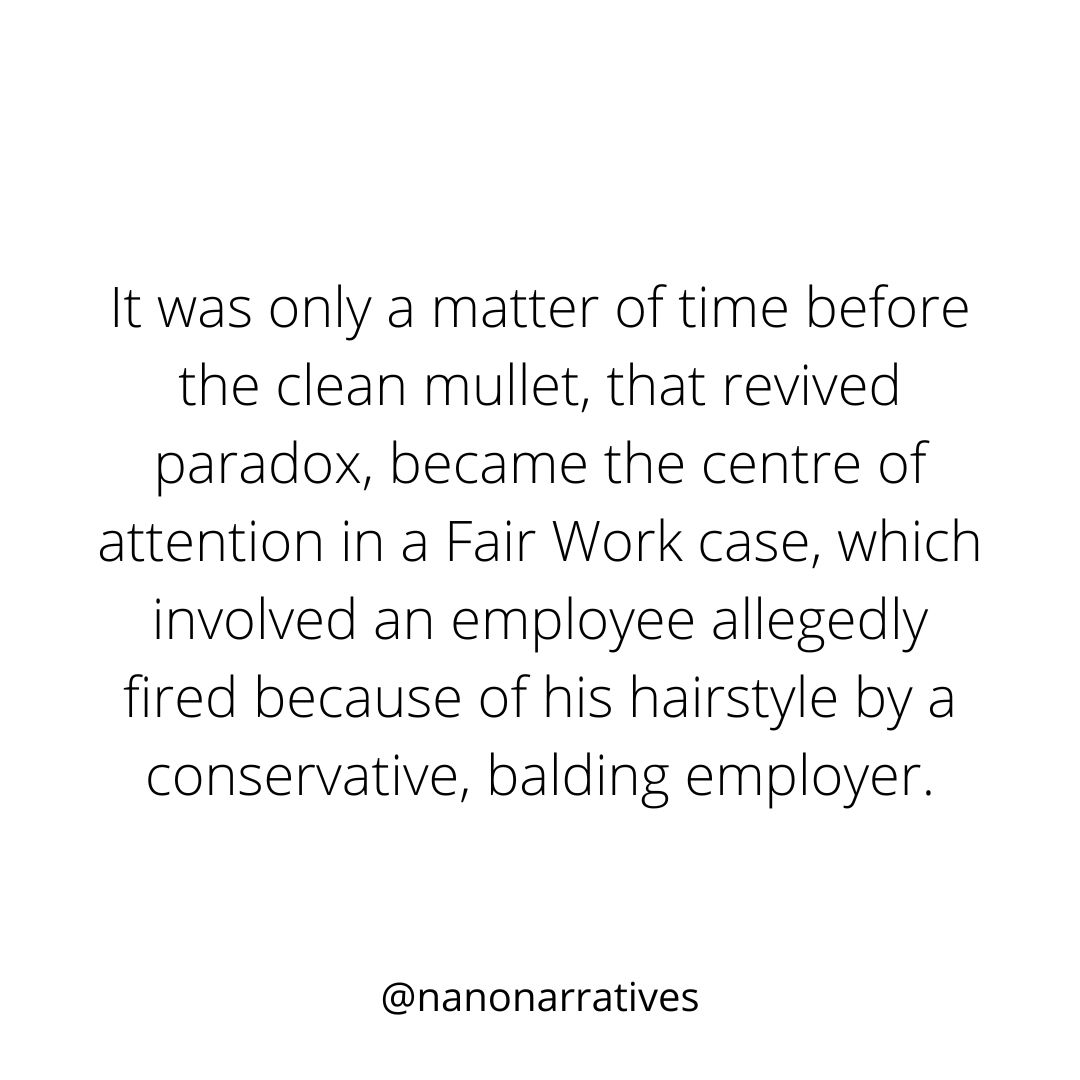 It was only a matter of time before
the clean mullet, that revived
paradox, became the centre of
attention in a Fair Work case, which
involved an employee allegedly
fired because of his hairstyle by a
conservative, balding employer.
@nanonarratives